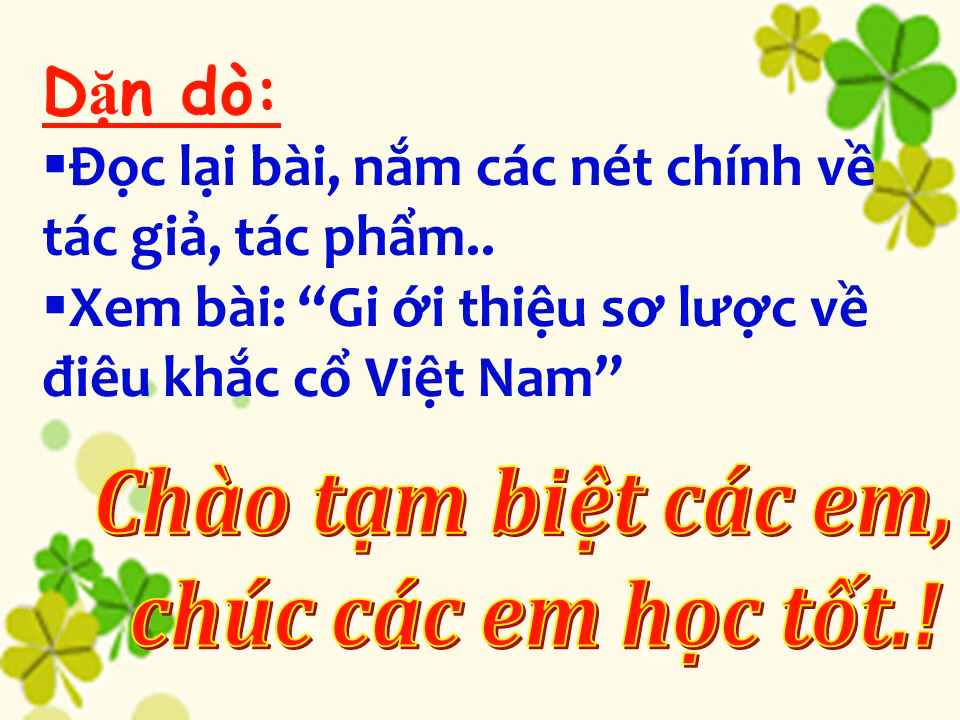 Dặn dò:
▪Đọc lại bài, nắm các nét chính về
tác giả, tác phẩm..
▪Xem bài: “Gi ới thiệu sơ lược về
điêu khắc cổ Việt Nam”
Chào tạm biệt các em,
chúc các em học tốt.!